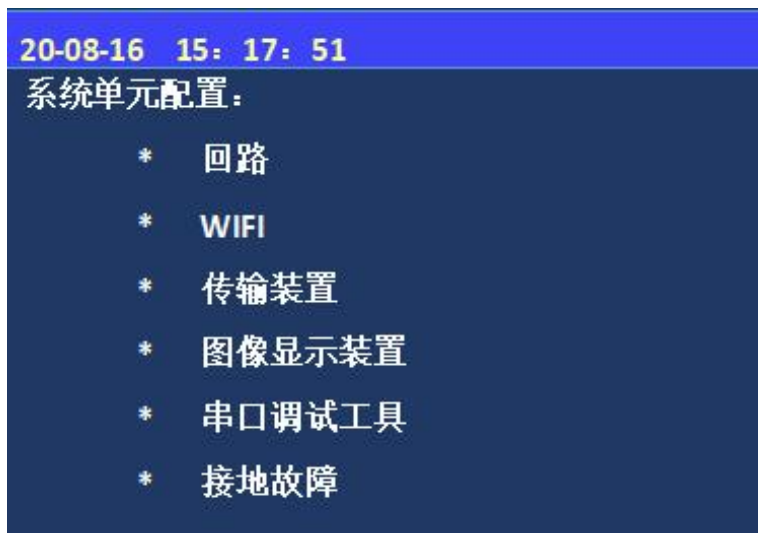 20-08-16 15：17：51
系统单元配置：
* 回路
* WIFI
* 传输装置
* 图像显示装置
* 串口调试工具
* 接地故障